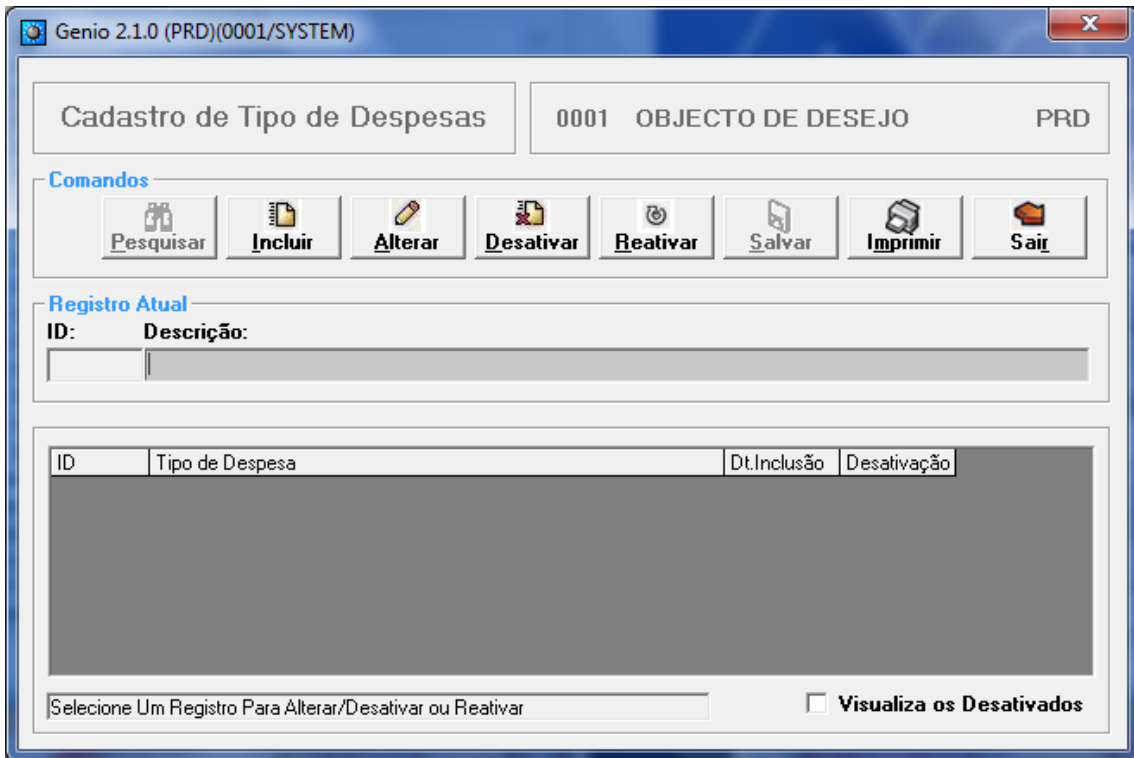 Genio 2.1.0 (PRD)(0001/SYSTEM)
Cadastro de Tipo de Despesas
0001 OBJECTO DE DESEJO PRD
Comandos
Pesquisar Incluir Alterar Desativar Reativar Salvar Imprimir Sair
Registro Atual
ID: Descrição:
ID Tipo de Despesa Dt.Inclusão Desativação
Selecione Um Registro Para Alterar/Desativar ou Reativar
Visualiza os Desativados